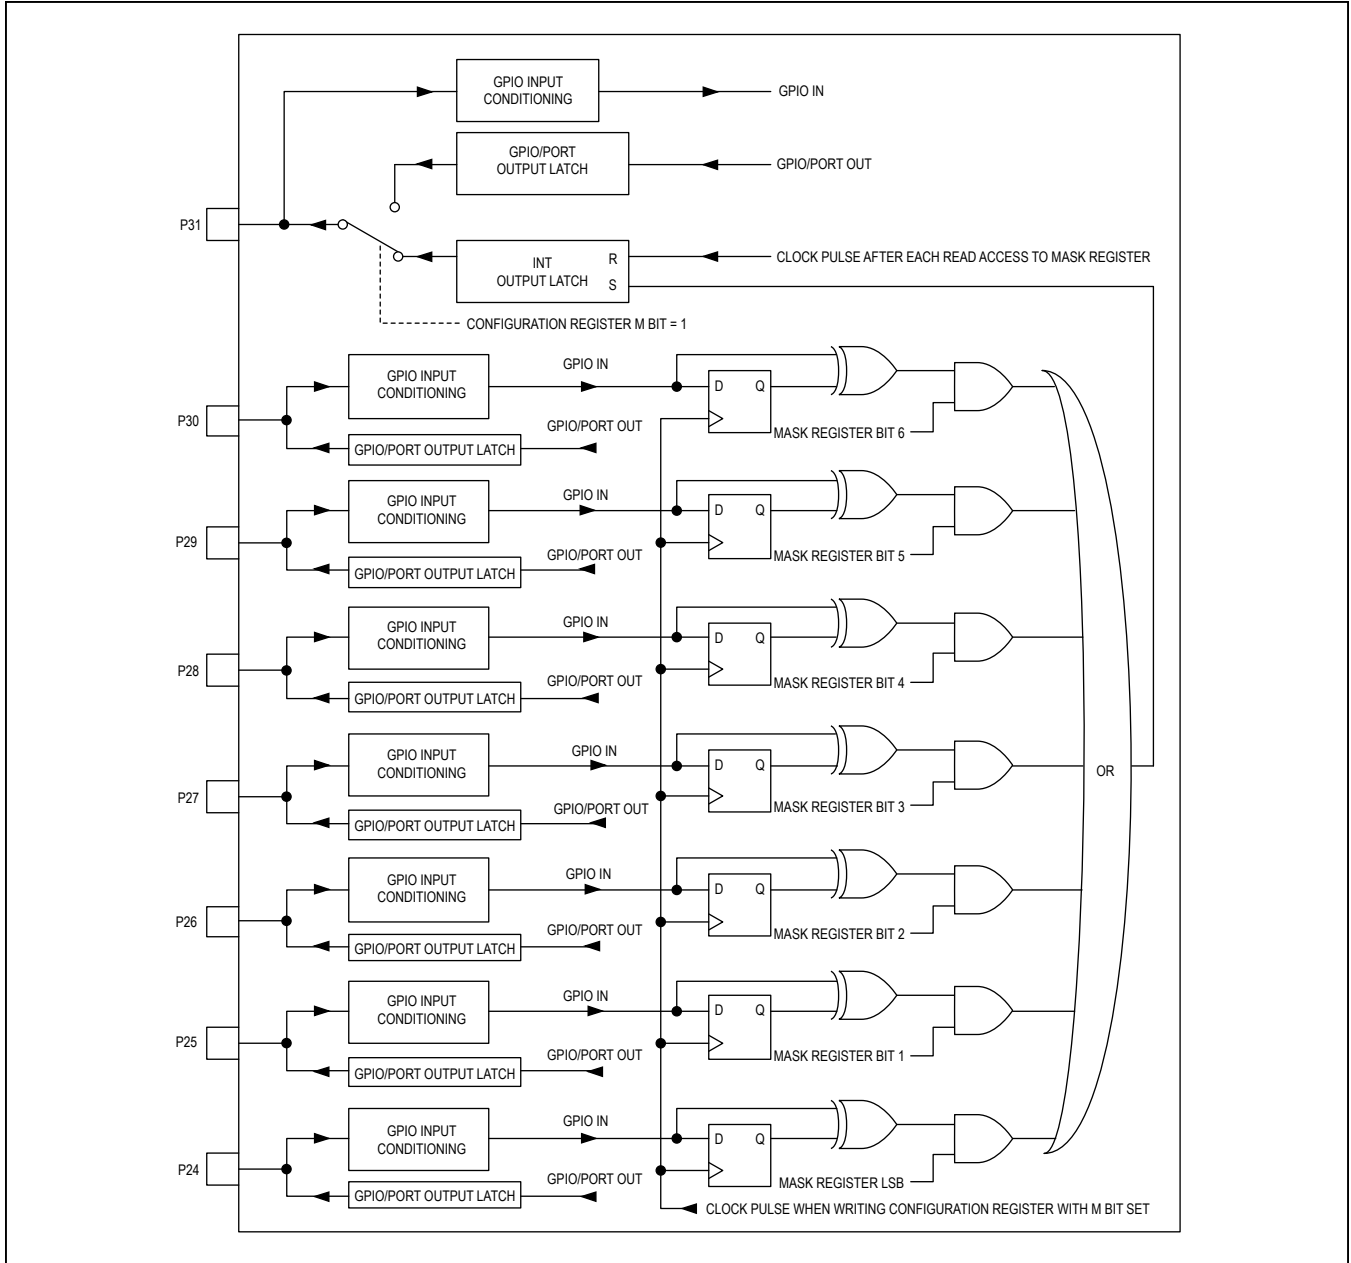 GPIO INPUT
CONDITIONING
GPIO IN
GPIO/PORT
OUTPUT LATCH
GPIO/PORT OUT
P31
INT
OUTPUT LATCH
R
S
CLOCK PULSE AFTER EACH READ ACCESS TO MASK REGISTER
CONFIGURATION REGISTER M BIT = 1
P30
GPIO INPUT
CONDITIONING
GPIO IN
GPIO/PORT OUT
GPIO/PORT OUTPUT LATCH
D Q
MASK REGISTER BIT 6
P29
GPIO INPUT
CONDITIONING
GPIO IN
GPIO/PORT OUT
GPIO/PORT OUTPUT LATCH
D Q
MASK REGISTER BIT 5
P28
GPIO INPUT
CONDITIONING
GPIO IN
GPIO/PORT OUT
GPIO/PORT OUTPUT LATCH
D Q
MASK REGISTER BIT 4
P27
GPIO INPUT
CONDITIONING
GPIO IN
GPIO/PORT OUT
GPIO/PORT OUTPUT LATCH
D Q
MASK REGISTER BIT 3
OR
P26
GPIO INPUT
CONDITIONING
GPIO IN
GPIO/PORT OUT
GPIO/PORT OUTPUT LATCH
D Q
MASK REGISTER BIT 2
P25
GPIO INPUT
CONDITIONING
GPIO IN
GPIO/PORT OUT
GPIO/PORT OUTPUT LATCH
D Q
MASK REGISTER BIT 1
P24
GPIO INPUT
CONDITIONING
GPIO IN
GPIO/PORT OUT
GPIO/PORT OUTPUT LATCH
D Q
MASK REGISTER LSB
CLOCK PULSE WHEN WRITING CONFIGURATION REGISTER WITH M BIT SET